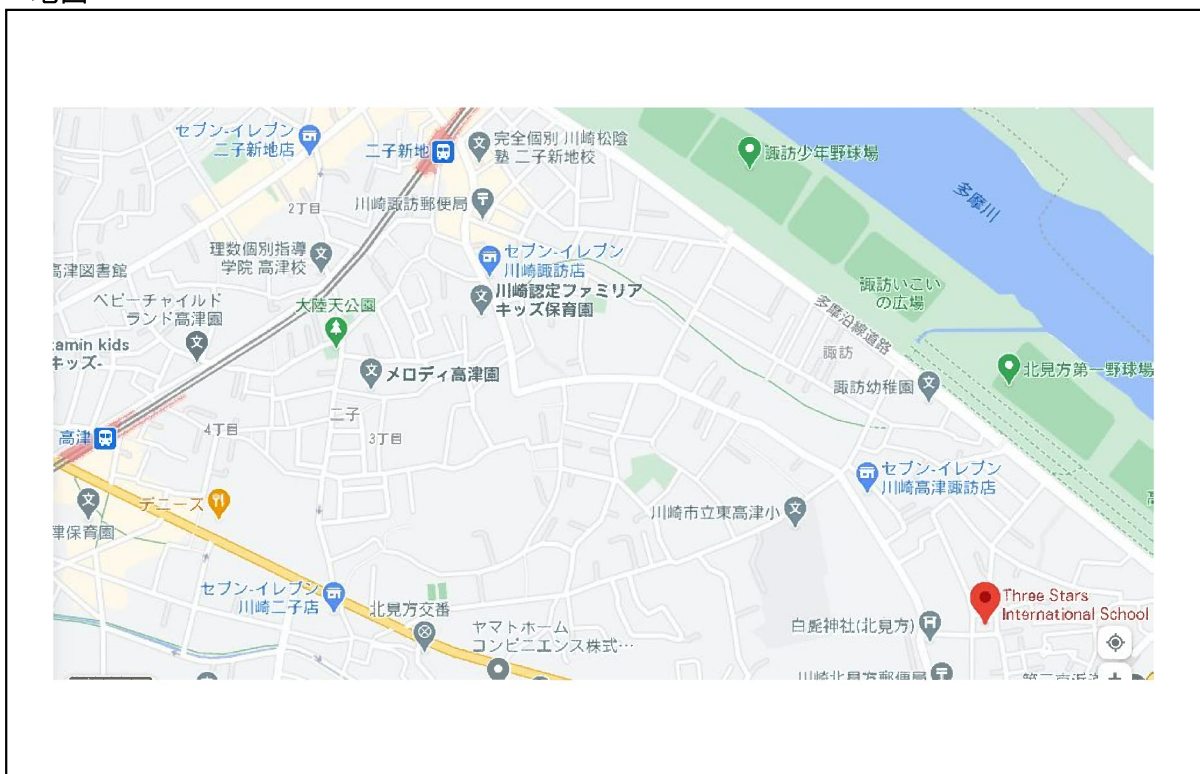 セブン-イレブン
二子新地店
二子新地
完全個別 川崎松陰
塾 二子新地校
諏訪少年野球場
多摩川
2丁目
川崎諏訪郵便局
理数個別指導
学院 高津校
セブン-イレブン
川崎諏訪店
高津図書館
川崎認定ファミリア
キッズ保育園
諏訪いこい
の広場
ベビーチャイルド
ランド高津園
大陸天公園
多摩沿線道路
amin kids
キッズ-
メロディ高津園
諏訪
北見方第一野球場
諏訪幼稚園
二子
高津
4丁目
3丁目
セブン-イレブン
川崎高津諏訪店
デニーズ
川崎市立東高津小
津保育園
セブン-イレブン
川崎二子店
北見方交番
ヤマトホーム
コンビニエンス株式…
白髭神社(北見方)
Three Stars
International School
川崎北見方郵便局